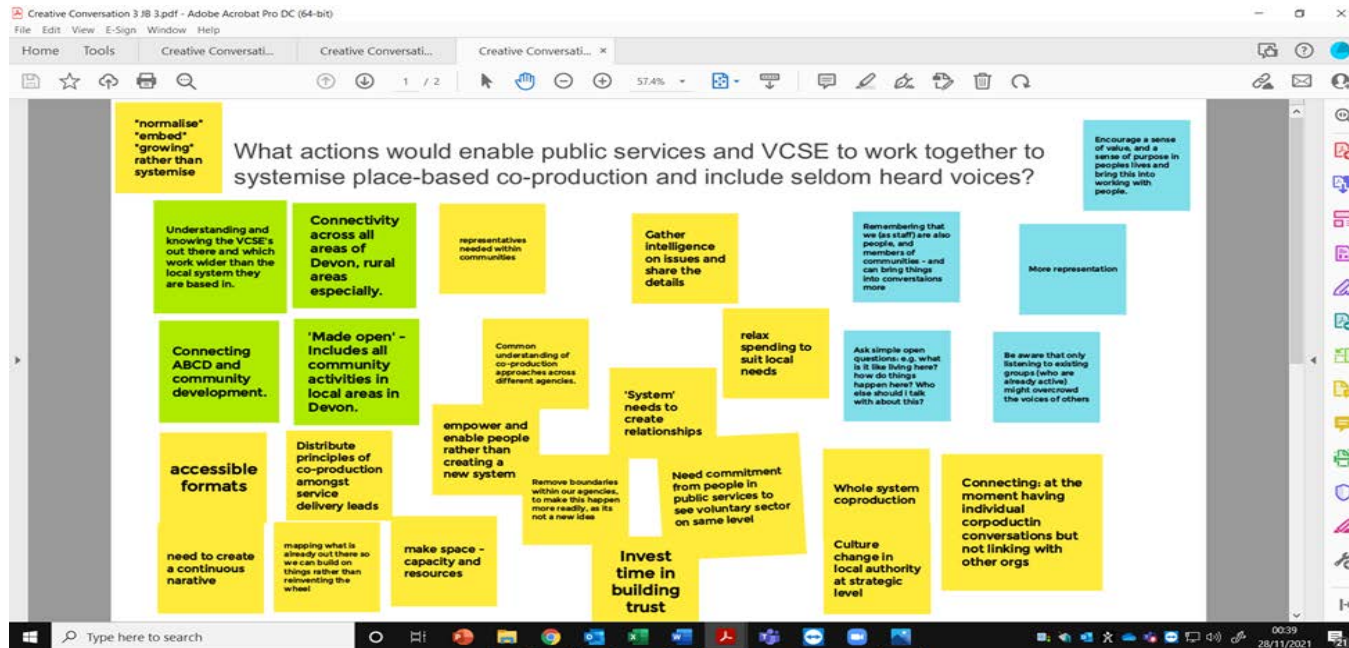 Creative Conversation 3 JB 3.pdf - Adobe Acrobat Pro DC (64-bit)
File Edit View E-Sign Window Help
Home Tools Creative Conversati... Creative Conversati... Creative Conversati... ×
1 / 2 57.4%
"normalise"
"embed"
"growing"
rather than
systemise
What actions would enable public services and VCSE to work together to
systemise place-based co-production and include seldom heard voices?
Encourage a sense
of value, and a
sense of purpose in
peoples lives and
bring this into
working with
people.
Understanding and
knowing the VCSE's
out there and which
work wider than the
local system they
are based in.
Connectivity
across all
areas of
Devon, rural
areas
especially.
representatives
needed within
communities
Gather
intelligence
on issues and
share the
details
Remembering that
we (as staff) are also
people, and
members of
communities - and
can bring things
into converstaions
more
More representation
Connecting
ABCD and
community
development.
'Made open' -
Includes all
community
activities in
local areas in
Devon.
Common
understanding of
co-production
approaches across
different agencies.
relax
spending to
suit local
needs
Ask simple open
questions: e.g. what
is it like living here?
how do things
happen here? Who
else should I talk
with about this?
Be aware that only
listening to existing
groups (who are
already active)
might overcrowd
the voices of others
'System'
needs to
create
relationships
empower and
enable people
rather than
creating a
new system
accessible
formats
Distribute
principles of
co-production
amongst
service
delivery leads
Remove boundaries
within our agencies,
to make this happen
more readily, as its
not a new idea
Need commitment
from people in
public services to
see voluntary sector
on same level
Whole system
coproduction
Connecting: at the
moment having
individual
corpoductin
conversations but
not linking with
other orgs
need to create
a continuous
narative
mapping what is
already out there so
we can build on
things rather than
reinventing the
wheel
make space -
capacity and
resources
Invest
time in
building
trust
Culture
change in
local authority
at strategic
level
Type here to search
00:39
28/11/2021
21